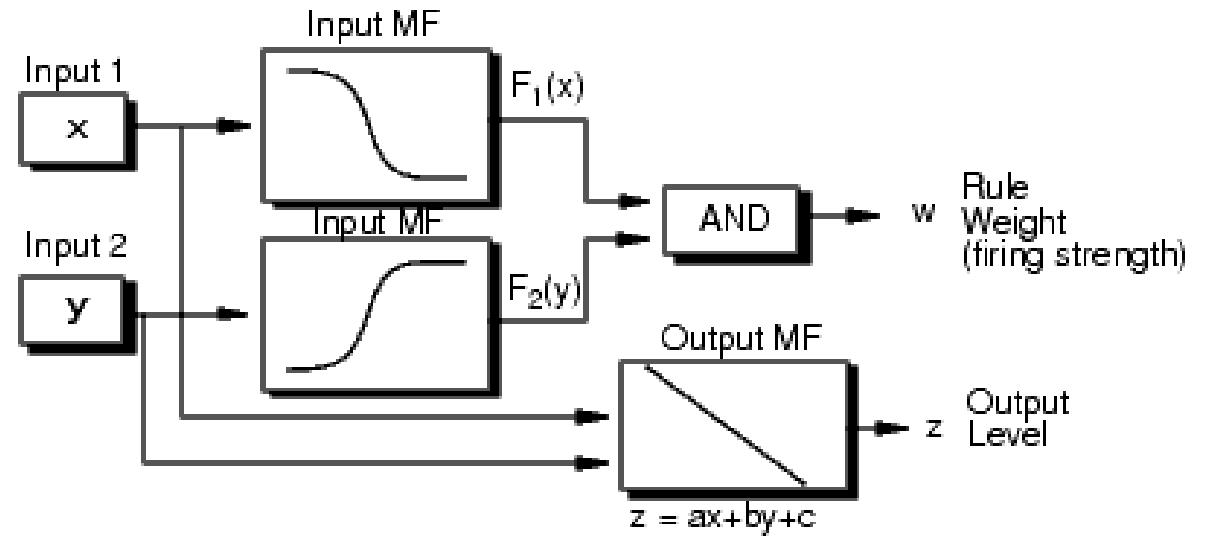 Input MF
Input 1
x
F₁(x)
Input MF
Input 2
y
F₂(y)
AND
w
Rule
Weight
(firing strength)
Output MF
z
Output
Level
z = ax+by+c